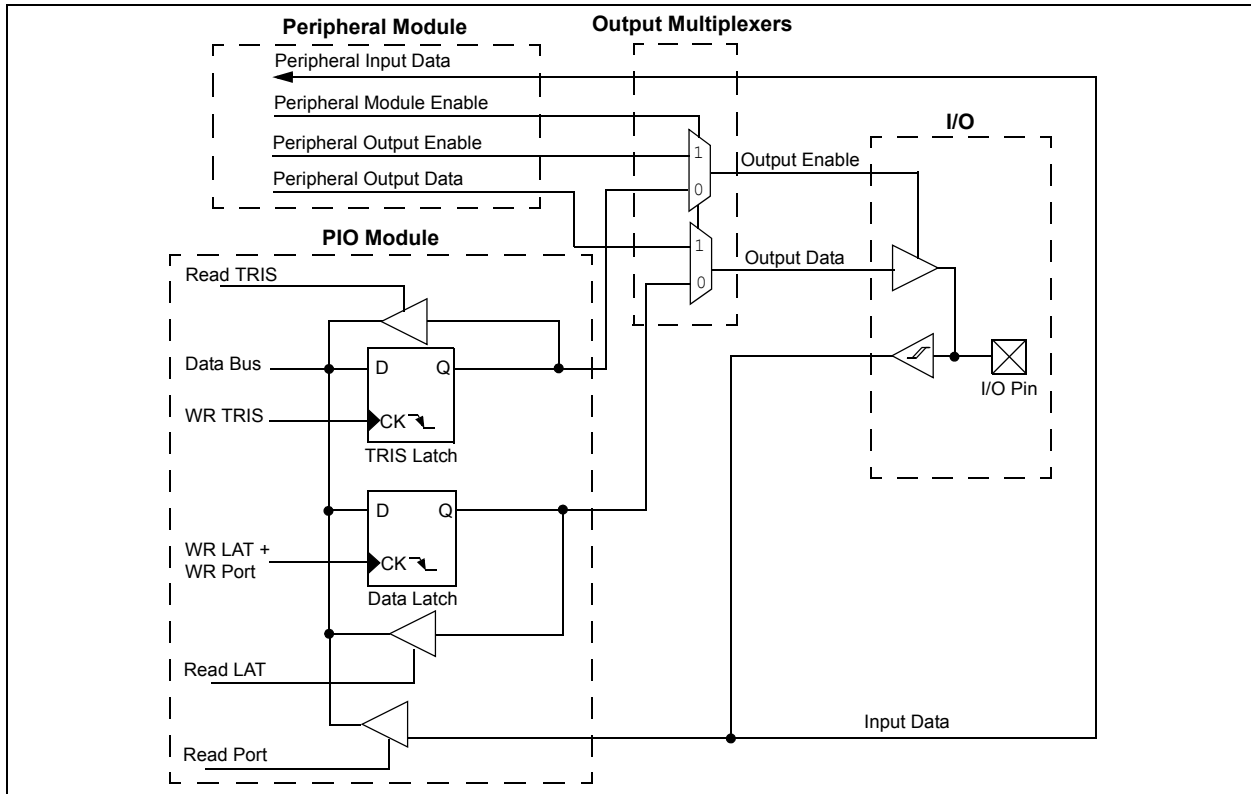 Peripheral Module
Output Multiplexers
Peripheral Input Data
Peripheral Module Enable
Peripheral Output Enable
Peripheral Output Data
I/O
1
0
Output Enable
1
0
Output Data
PIO Module
Read TRIS
Data Bus
D
Q
WR TRIS
CK
TRIS Latch
I/O Pin
D
Q
WR LAT +
WR Port
CK
Data Latch
Read LAT
Read Port
Input Data